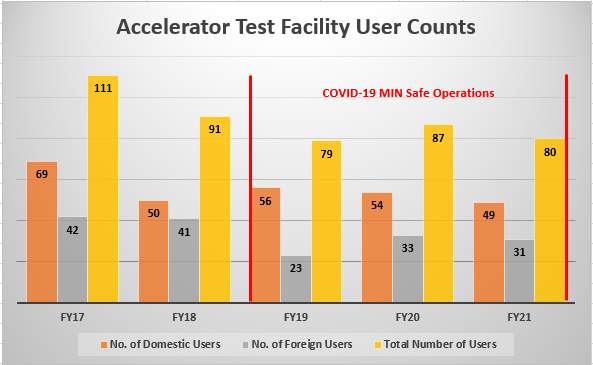 Accelerator Test Facility User Counts
COVID-19 MIN Safe Operations
69
42
111
50
41
91
56
23
79
54
33
87
49
31
80
FY17
FY18
FY19
FY20
FY21
No. of Domestic Users
No. of Foreign Users
Total Number of Users